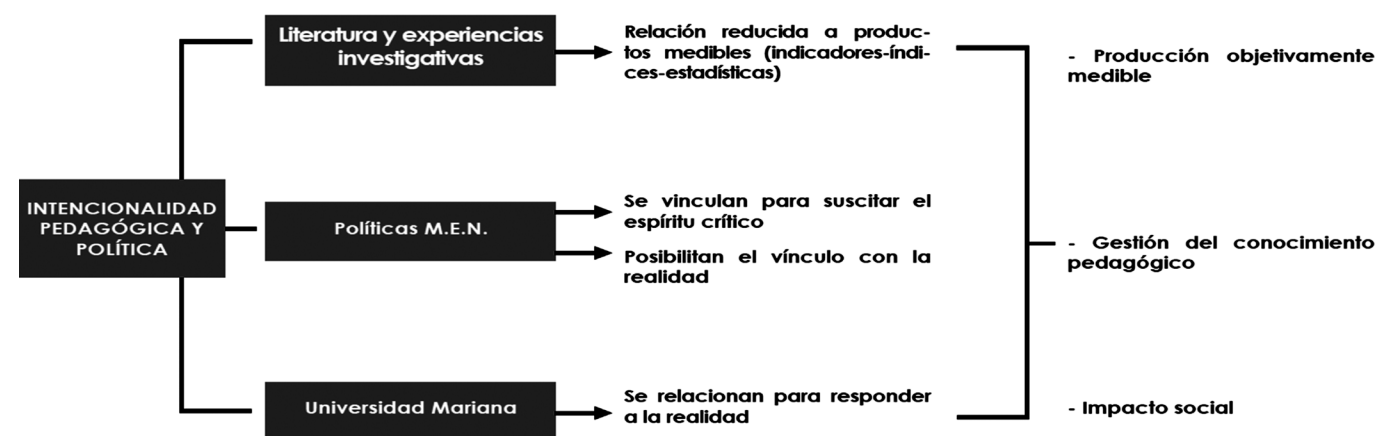 Literatura y experiencias
investigativas
Relación reducida a produc-
tos medibles (indicadores-índi-
ces-estadísticas)
- Producción objetivamente
medible
INTENCIONALIDAD
PEDAGÓGICA Y
POLÍTICA
Políticas M.E.N.
Se vinculan para suscitar el
espíritu crítico
Posibilitan el vínculo con la
realidad
- Gestión del conocimiento
pedagógico
Universidad Mariana
Se relacionan para responder
a la realidad
- Impacto social